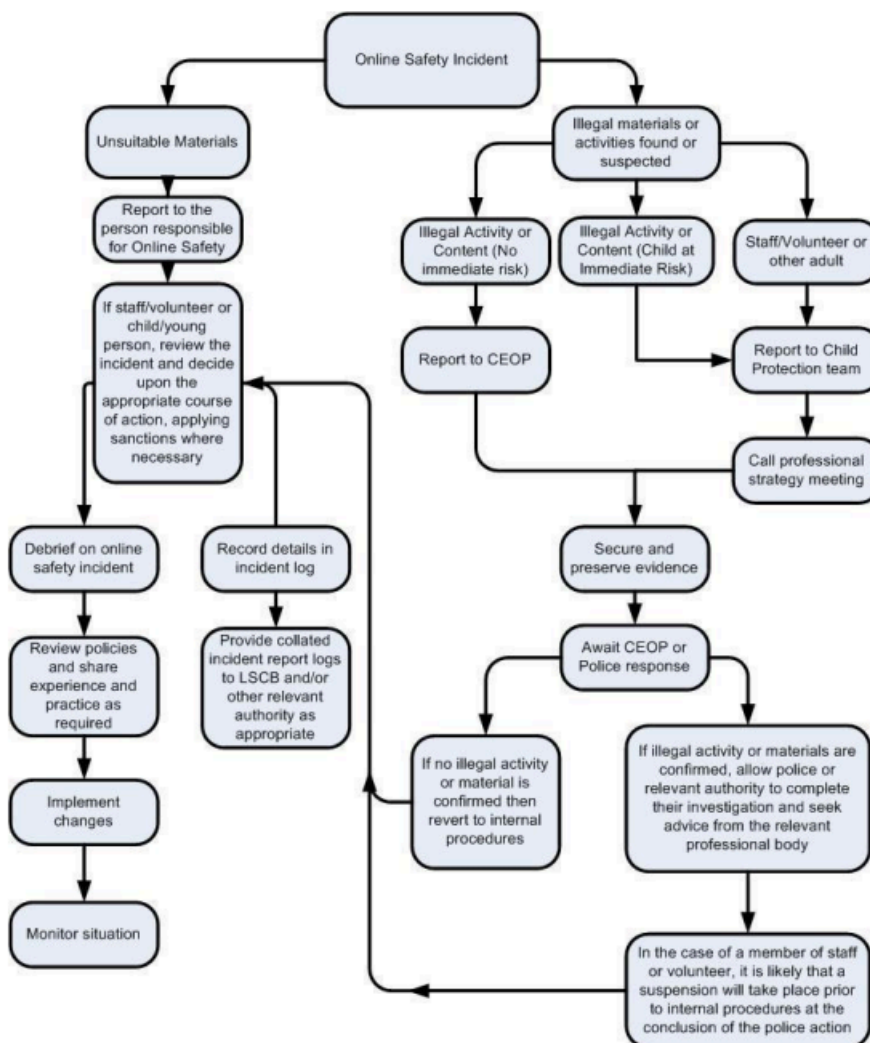 Online Safety Incident
Unsuitable Materials
Report to the
person responsible
for Online Safety
If staff/volunteer or
child/young
person, review the
incident and decide
upon the
appropriate course
of action, applying
sanctions where
necessary
Debrief on online
safety incident
Review policies
and share
experience and
practice as
required
Implement
changes
Monitor situation
Record details in
incident log
Provide collated
incident report logs
to LSCB and/or
other relevant
authority as
appropriate
Illegal materials or
activities found or
suspected
Illegal Activity or
Content (No
immediate risk)
Illegal Activity or
Content (Child at
Immediate Risk)
Staff/Volunteer or
other adult
Report to CEOP
Report to Child
Protection team
Call professional
strategy meeting
Secure and
preserve evidence
Await CEOP or
Police response
If no illegal activity
or material is
confirmed then
revert to internal
procedures
If illegal activity or materials are
confirmed, allow police or
relevant authority to complete
their investigation and seek
advice from the relevant
professional body
In the case of a member of staff
or volunteer, it is likely that a
suspension will take place prior
to internal procedures at the
conclusion of the police action